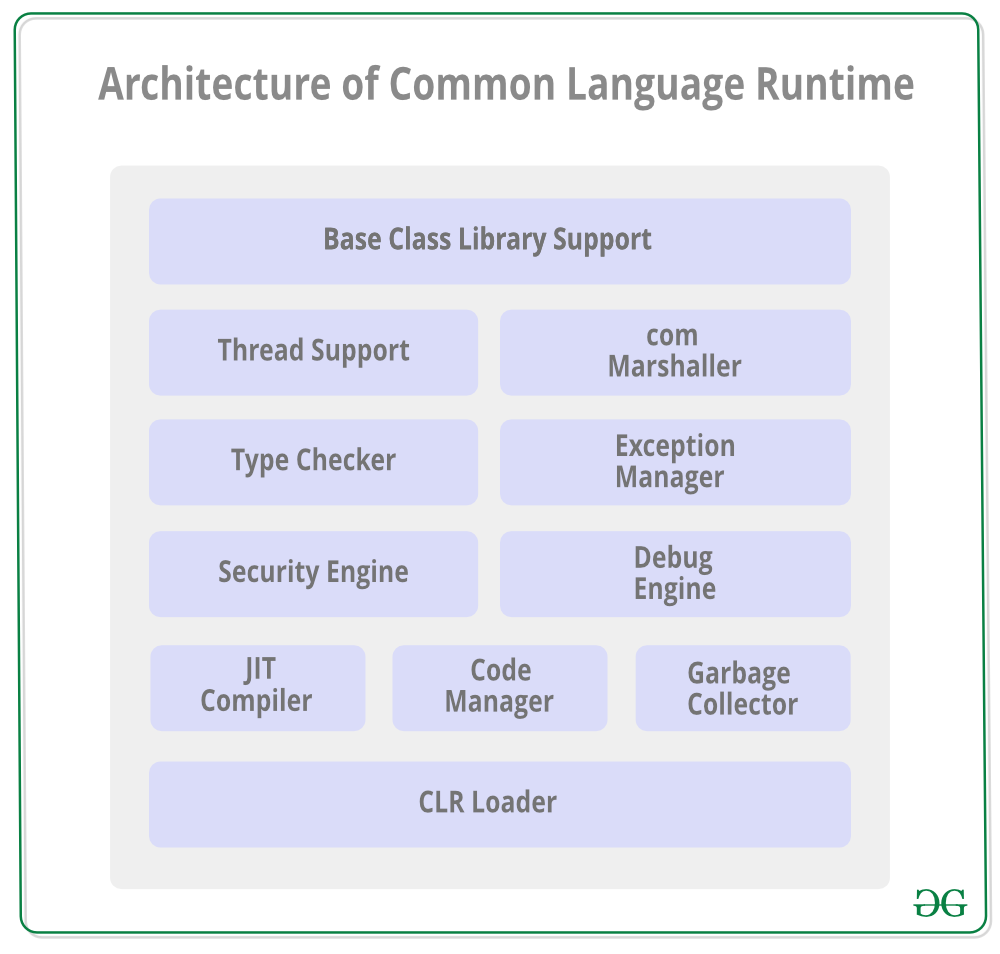 Architecture of Common Language Runtime
Base Class Library Support
Thread Support
com
Marshaller
Type Checker
Exception
Manager
Security Engine
Debug
Engine
JIT
Compiler
Code
Manager
Garbage
Collector
CLR Loader